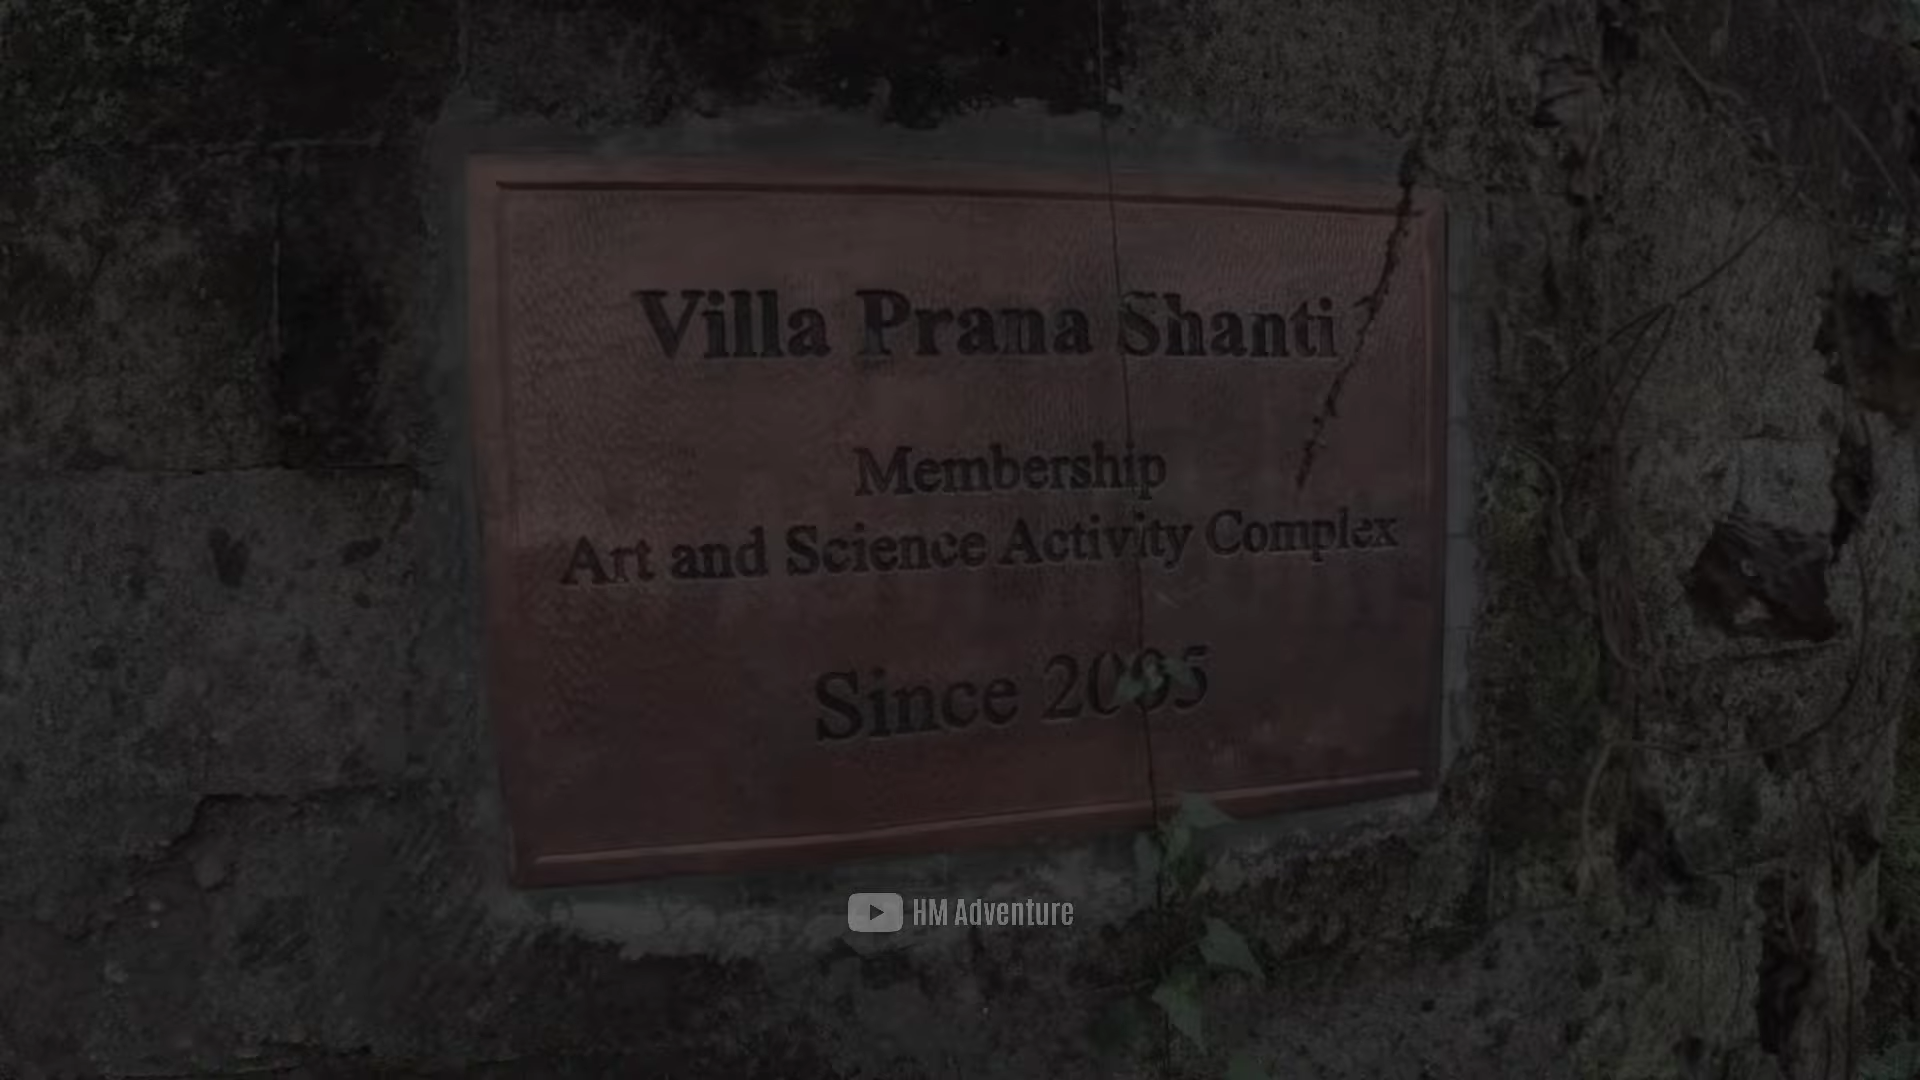 Villa Prana Shanti
Membership
Art and Science Activity Complex
Since 2005
HM Adventure